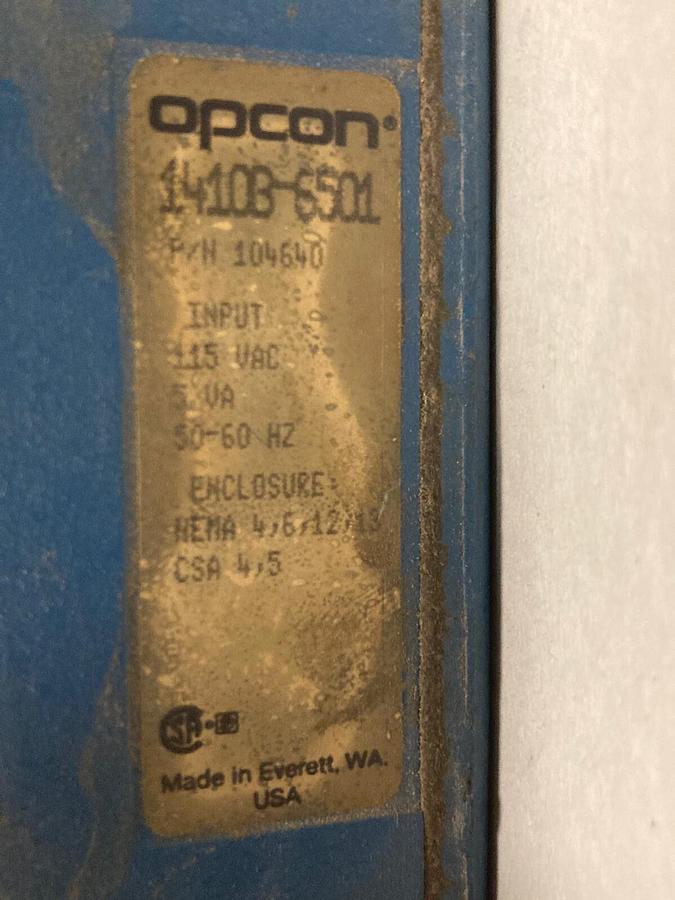 opcon®
1410B-6501
P/N 104640
INPUT
115 VAC
5 VA
50-60 HZ
ENCLOSURE:
NEMA 4,6,12,13
CSA 4,5
Made in Everett, WA.
USA